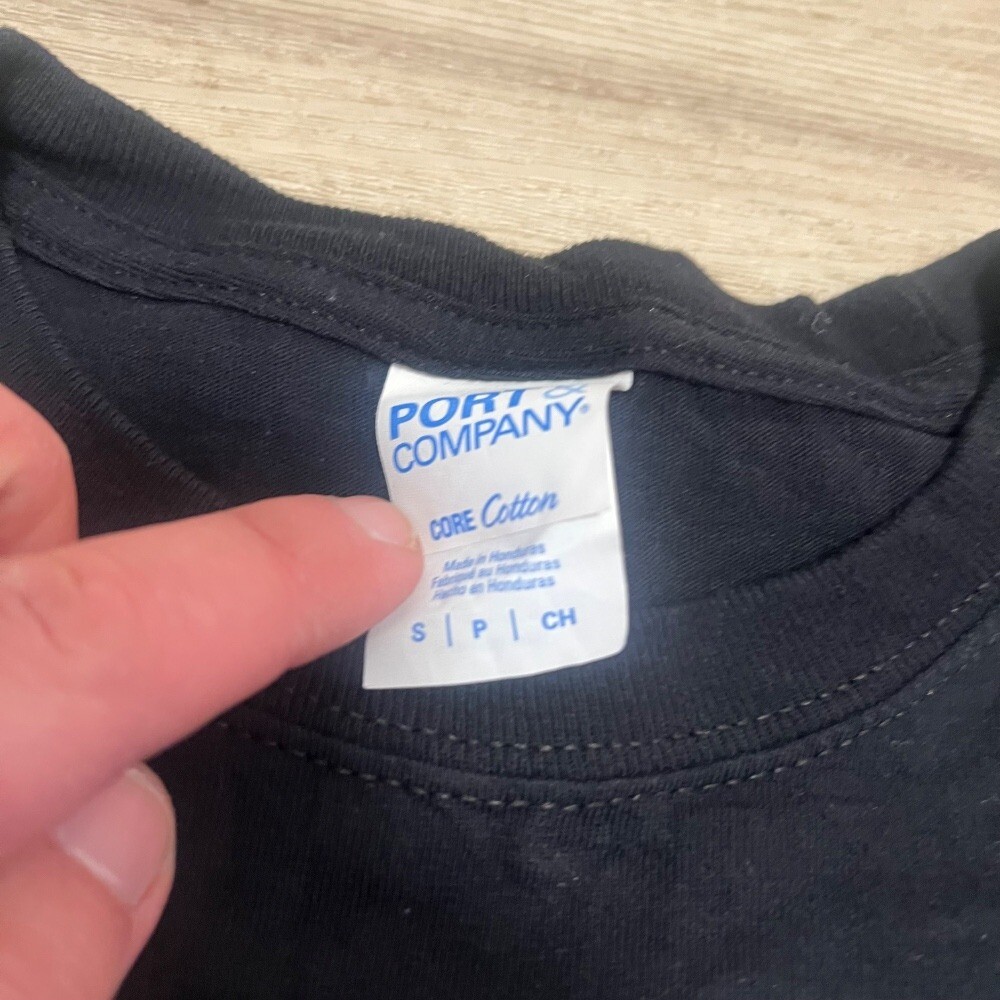 PORT &
COMPANY®
CORE Cotton
Made in Honduras
Fabriqué au Honduras
Hecho en Honduras
S | P | CH